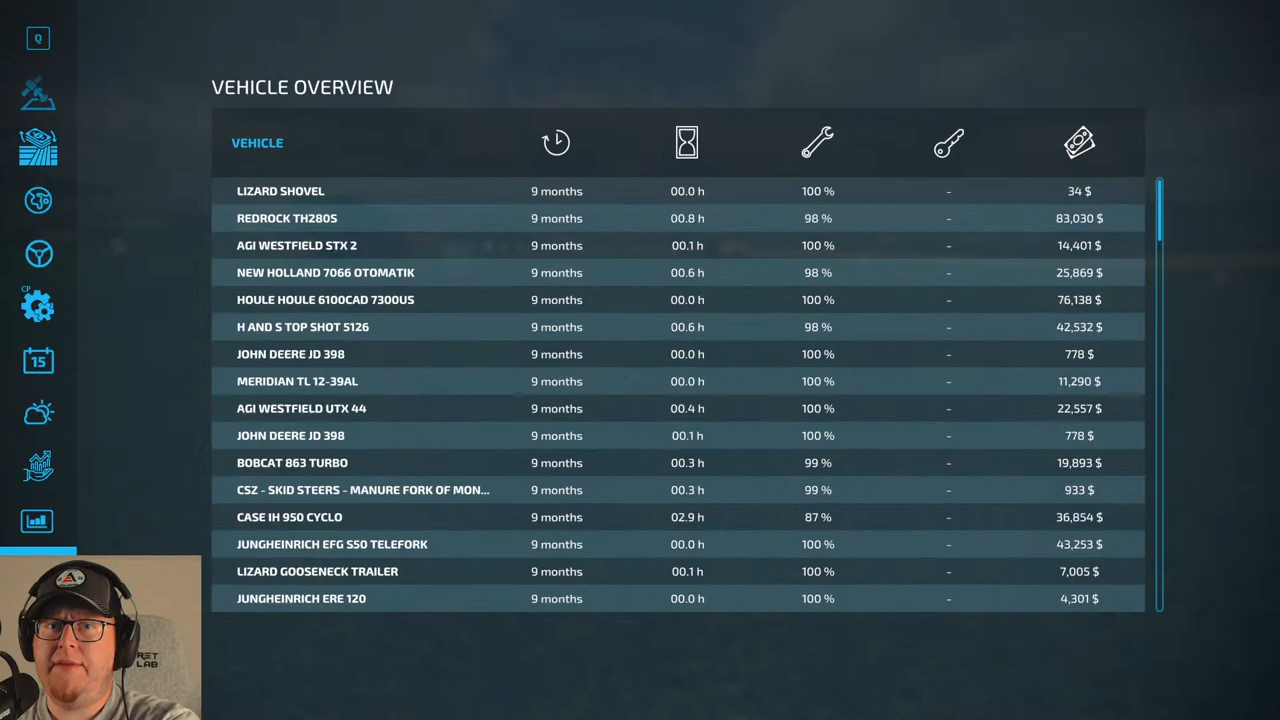 Q
VEHICLE OVERVIEW
VEHICLE
LIZARD SHOVEL 9 months 00.0 h 100 % - 34 $
REDROCK TH280S 9 months 00.8 h 98 % - 83,030 $
AGI WESTFIELD STX 2 9 months 00.1 h 100 % - 14,401 $
NEW HOLLAND 7066 OTOMATIK 9 months 00.6 h 98 % - 25,869 $
HOULE HOULE 6100CAD 7300US 9 months 00.0 h 100 % - 76,138 $
H AND S TOP SHOT 5126 9 months 00.6 h 98 % - 42,532 $
JOHN DEERE JD 398 9 months 00.0 h 100 % - 778 $
MERIDIAN TL 12-39AL 9 months 00.0 h 100 % - 11,290 $
AGI WESTFIELD UTX 44 9 months 00.4 h 100 % - 22,557 $
JOHN DEERE JD 398 9 months 00.1 h 100 % - 778 $
BOBCAT 863 TURBO 9 months 00.3 h 99 % - 19,893 $
CSZ - SKID STEERS - MANURE FORK OF MON... 9 months 00.3 h 99 % - 933 $
CASE IH 950 CYCLO 9 months 02.9 h 87 % - 36,854 $
JUNGHEINRICH EFG S50 TELEFORK 9 months 00.0 h 100 % - 43,253 $
LIZARD GOOSENECK TRAILER 9 months 00.1 h 100 % - 7,005 $
JUNGHEINRICH ERE 120 9 months 00.0 h 100 % - 4,301 $
CP
15
RET
LAB